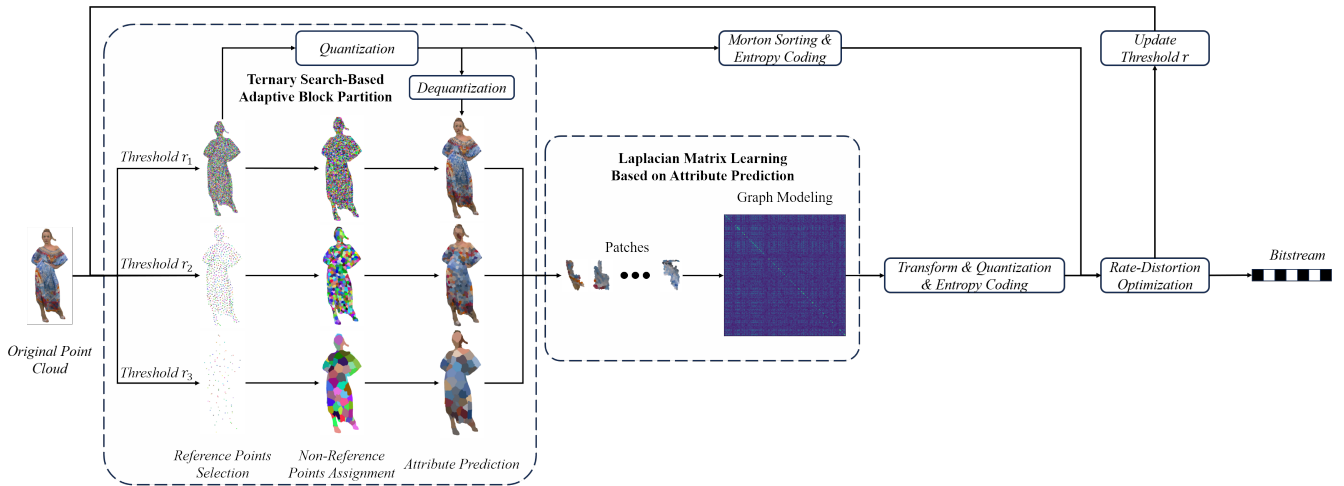 Quantization
Morton Sorting &
Entropy Coding
Update
Threshold r
Ternary Search-Based
Adaptive Block Partition
Dequantization
Threshold r₁
Laplacian Matrix Learning
Based on Attribute Prediction
Graph Modeling
Patches
Threshold r₂
Transform & Quantization
& Entropy Coding
Rate-Distortion
Optimization
Bitstream
Original Point
Cloud
Threshold r₃
Reference Points
Selection
Non-Reference
Points Assignment
Attribute Prediction